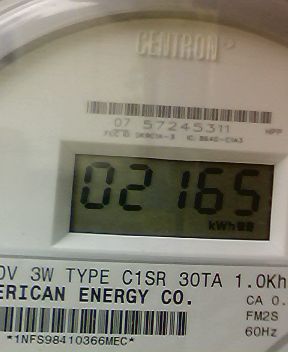 CENTRON
07 57245311
HPP
02165
kWh
0V 3W TYPE C1SR 30TA 1.0Kh
ERICAN ENERGY CO.
CA 0.
FM2S
60Hz
*1NFS98410366MEC*